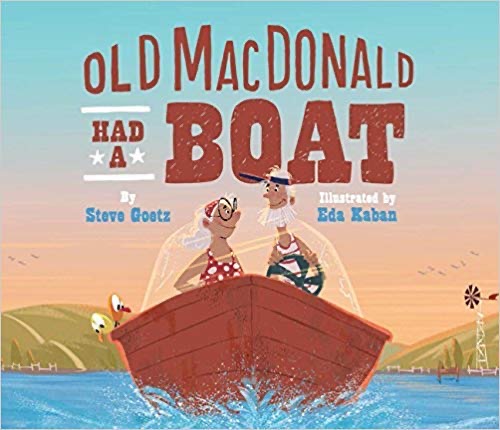 OLD MACDONALD
HAD A BOAT
By
Steve Goetz
Illustrated by
Eda Kaban